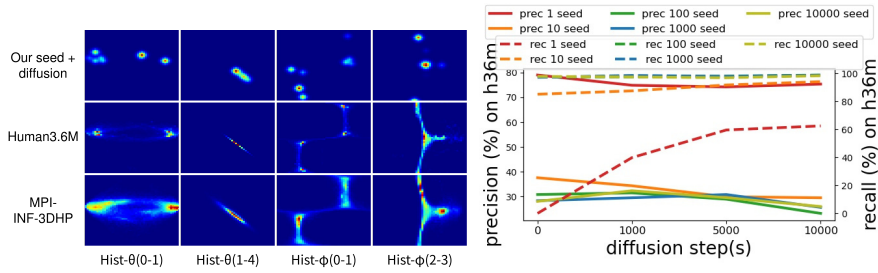 Our seed +
diffusion
Human3.6M
MPI-
INF-3DHP
Hist-θ(0-1)
Hist-θ(1-4)
Hist-ϕ(0-1)
Hist-ϕ(2-3)
prec 1 seed
prec 100 seed
prec 10000 seed
prec 10 seed
prec 1000 seed
rec 1 seed
rec 100 seed
rec 10000 seed
rec 10 seed
rec 1000 seed
precision (%) on h36m
80
70
60
50
40
30
100
80
60
40
20
0
recall (%) on h36m
0
1000
5000
10000
diffusion step(s)